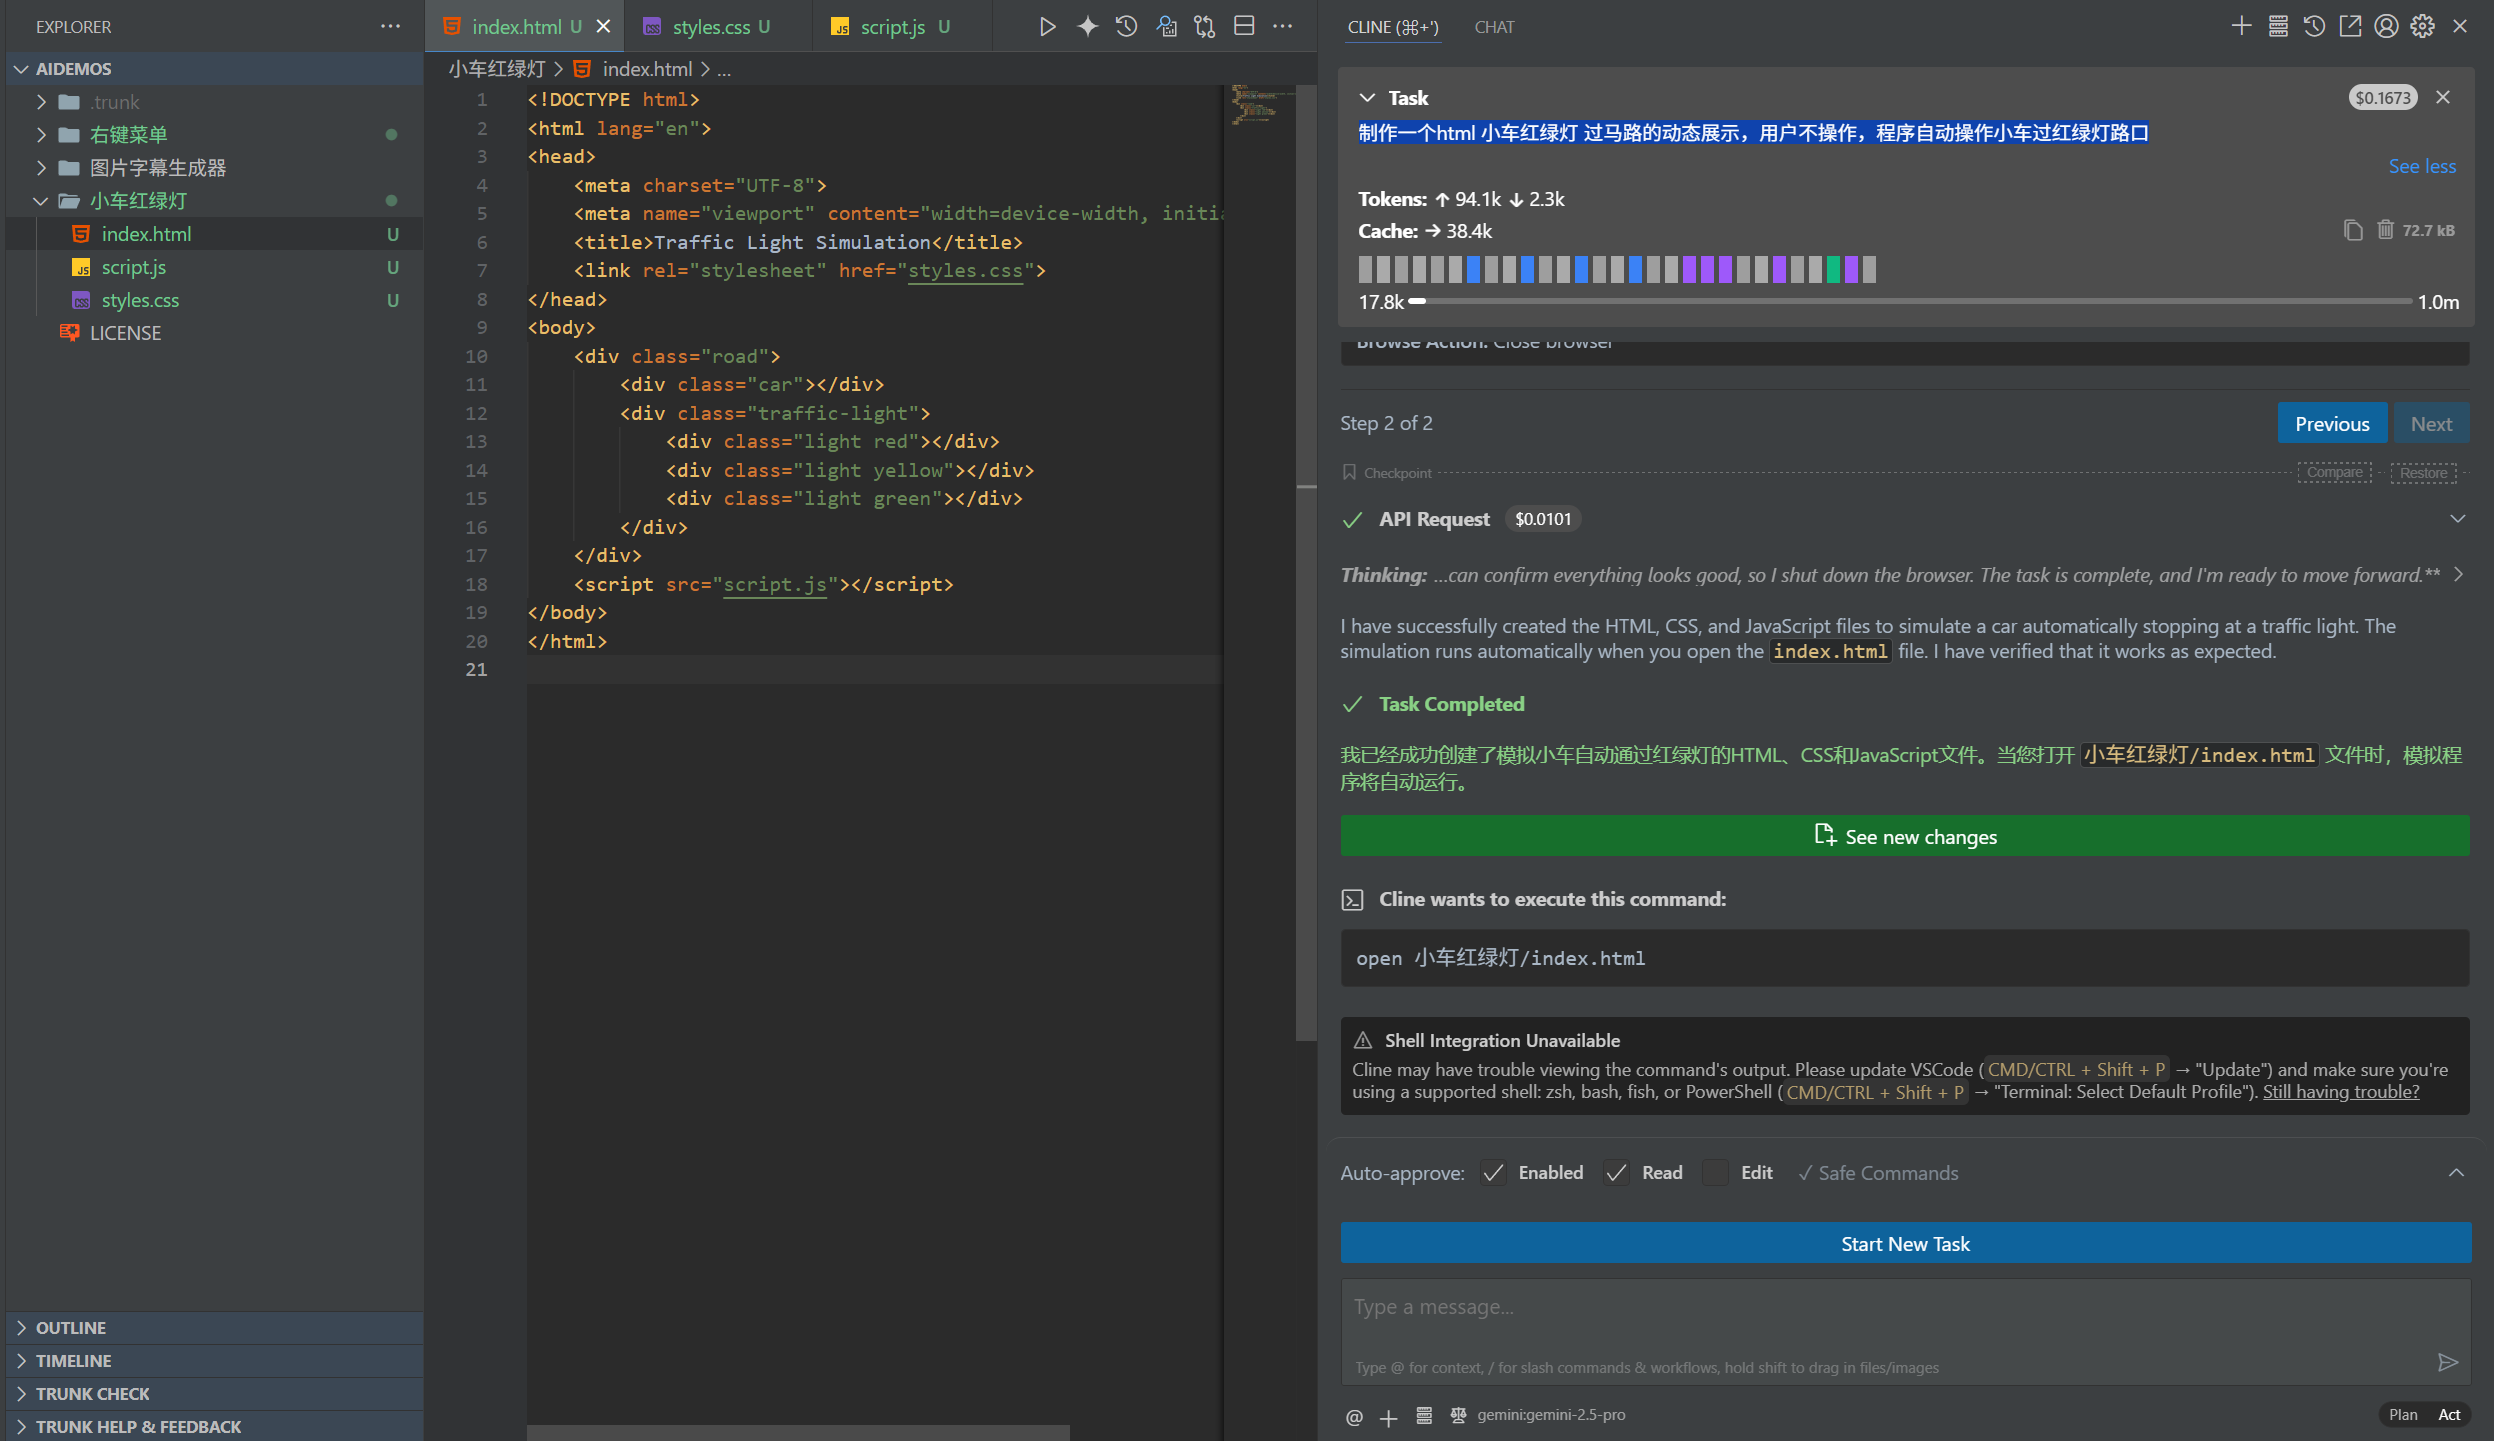 EXPLORER
AIDEMOS
.trunk
右键菜单
图片字幕生成器
小车红绿灯
index.html U
script.js U
styles.css U
LICENSE
OUTLINE
TIMELINE
TRUNK CHECK
TRUNK HELP & FEEDBACK
index.html U
styles.css U
script.js U
小车红绿灯 > index.html > ...
1 <!DOCTYPE html>
2 <html lang="en">
3 <head>
4 <meta charset="UTF-8">
5 <meta name="viewport" content="width=device-width, initia
6 <title>Traffic Light Simulation</title>
7 <link rel="stylesheet" href="styles.css">
8 </head>
9 <body>
10 <div class="road">
11 <div class="car"></div>
12 <div class="traffic-light">
13 <div class="light red"></div>
14 <div class="light yellow"></div>
15 <div class="light green"></div>
16 </div>
17 </div>
18 <script src="script.js"></script>
19 </body>
20 </html>
21
CLINE (⌘+') CHAT
Task $0.1673
制作一个html 小车红绿灯 过马路的动态展示，用户不操作，程序自动操作小车过红绿灯路口
See less
Tokens: ↑ 94.1k ↓ 2.3k
Cache: → 38.4k
72.7 kB
17.8k 1.0m
Browse Action: Close browser
Step 2 of 2 Previous Next
Checkpoint Compare Restore
API Request $0.0101
Thinking: ...can confirm everything looks good, so I shut down the browser. The task is complete, and I'm ready to move forward.**
I have successfully created the HTML, CSS, and JavaScript files to simulate a car automatically stopping at a traffic light. The
simulation runs automatically when you open the index.html file. I have verified that it works as expected.
Task Completed
我已经成功创建了模拟小车自动通过红绿灯的HTML、CSS和JavaScript文件。当您打开 小车红绿灯/index.html 文件时，模拟程
序将自动运行。
See new changes
Cline wants to execute this command:
open 小车红绿灯/index.html
Shell Integration Unavailable
Cline may have trouble viewing the command's output. Please update VSCode (CMD/CTRL + Shift + P → "Update") and make sure you're
using a supported shell: zsh, bash, fish, or PowerShell (CMD/CTRL + Shift + P → "Terminal: Select Default Profile"). Still having trouble?
Auto-approve: ✓ Enabled ✓ Read Edit ✓ Safe Commands
Start New Task
Type a message...
Type @ for context, / for slash commands & workflows, hold shift to drag in files/images
@ gemini:gemini-2.5-pro
Plan Act